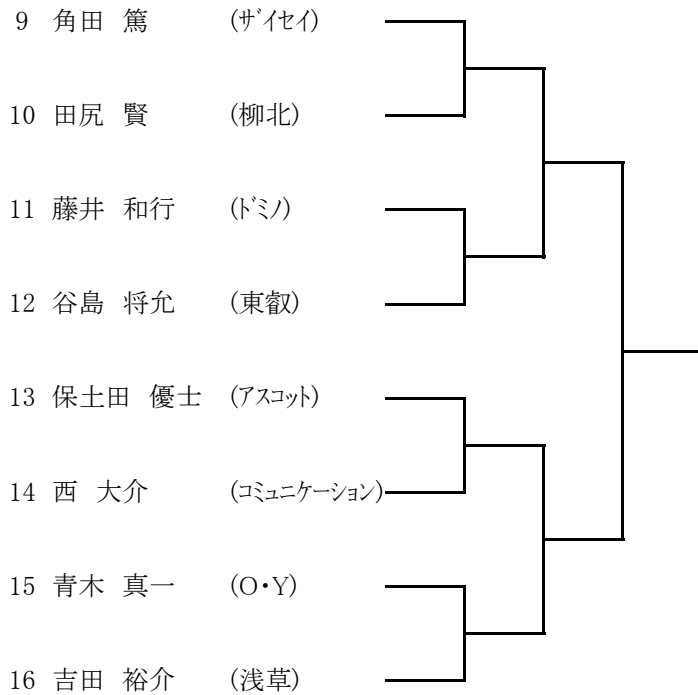 9 角田 篤 (ザイセイ)
10 田尻 賢 (柳北)
11 藤井 和行 (ドミノ)
12 谷島 将允 (東叡)
13 保土田 優士 (アスコット)
14 西 大介 (コミュニケーション)
15 青木 真一 (O・Y)
16 吉田 裕介 (浅草)